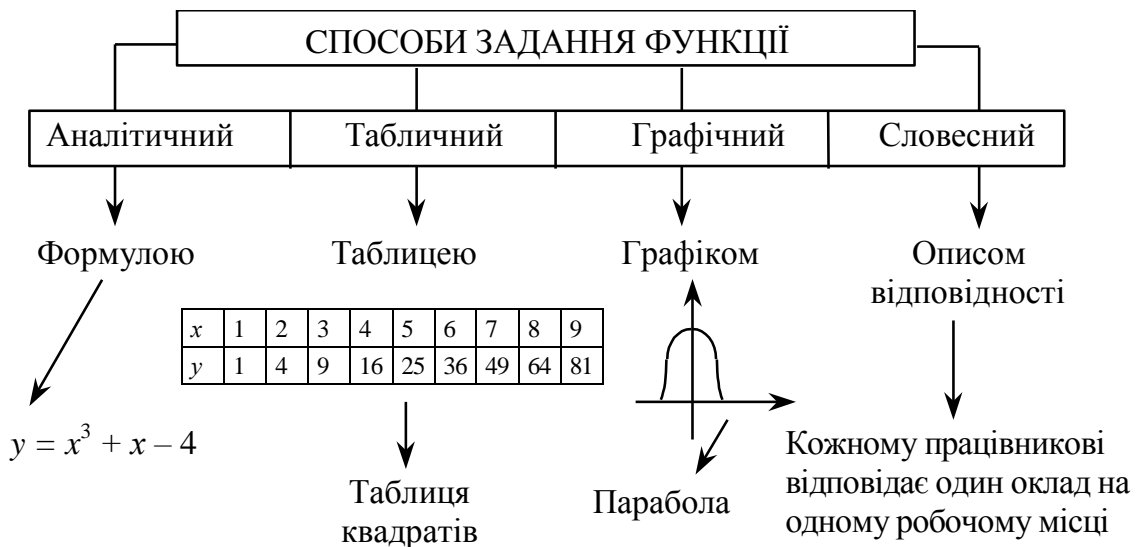 СПОСОБИ ЗАДАННЯ ФУНКЦІЇ
Аналітичний Табличний Графічний Словесний
Формулою Таблицею Графіком Описом
відповідності
x 1 2 3 4 5 6 7 8 9
y 1 4 9 16 25 36 49 64 81
y = x³ + x – 4
Таблиця
квадратів
Парабола
Кожному працівникові
відповідає один оклад на
одному робочому місці